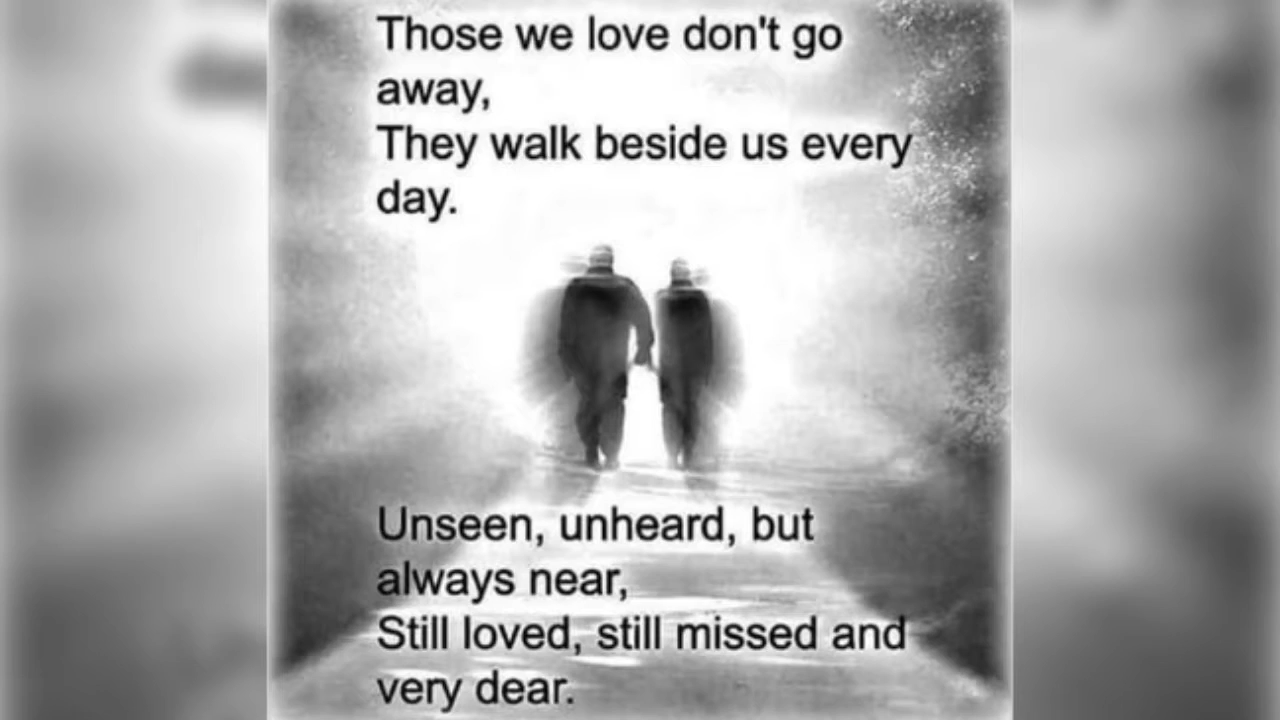 Those we love don't go
away,
They walk beside us every
day.
Unseen, unheard, but
always near,
Still loved, still missed and
very dear.